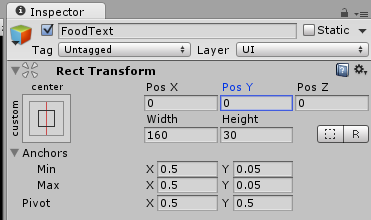 Inspector
FoodText Static
Tag Untagged Layer UI
Rect Transform
center Pos X Pos Y Pos Z
custom 0 0 0
Width Height
160 30 R
Anchors
Min X 0.5 Y 0.05
Max X 0.5 Y 0.05
Pivot X 0.5 Y 0.5